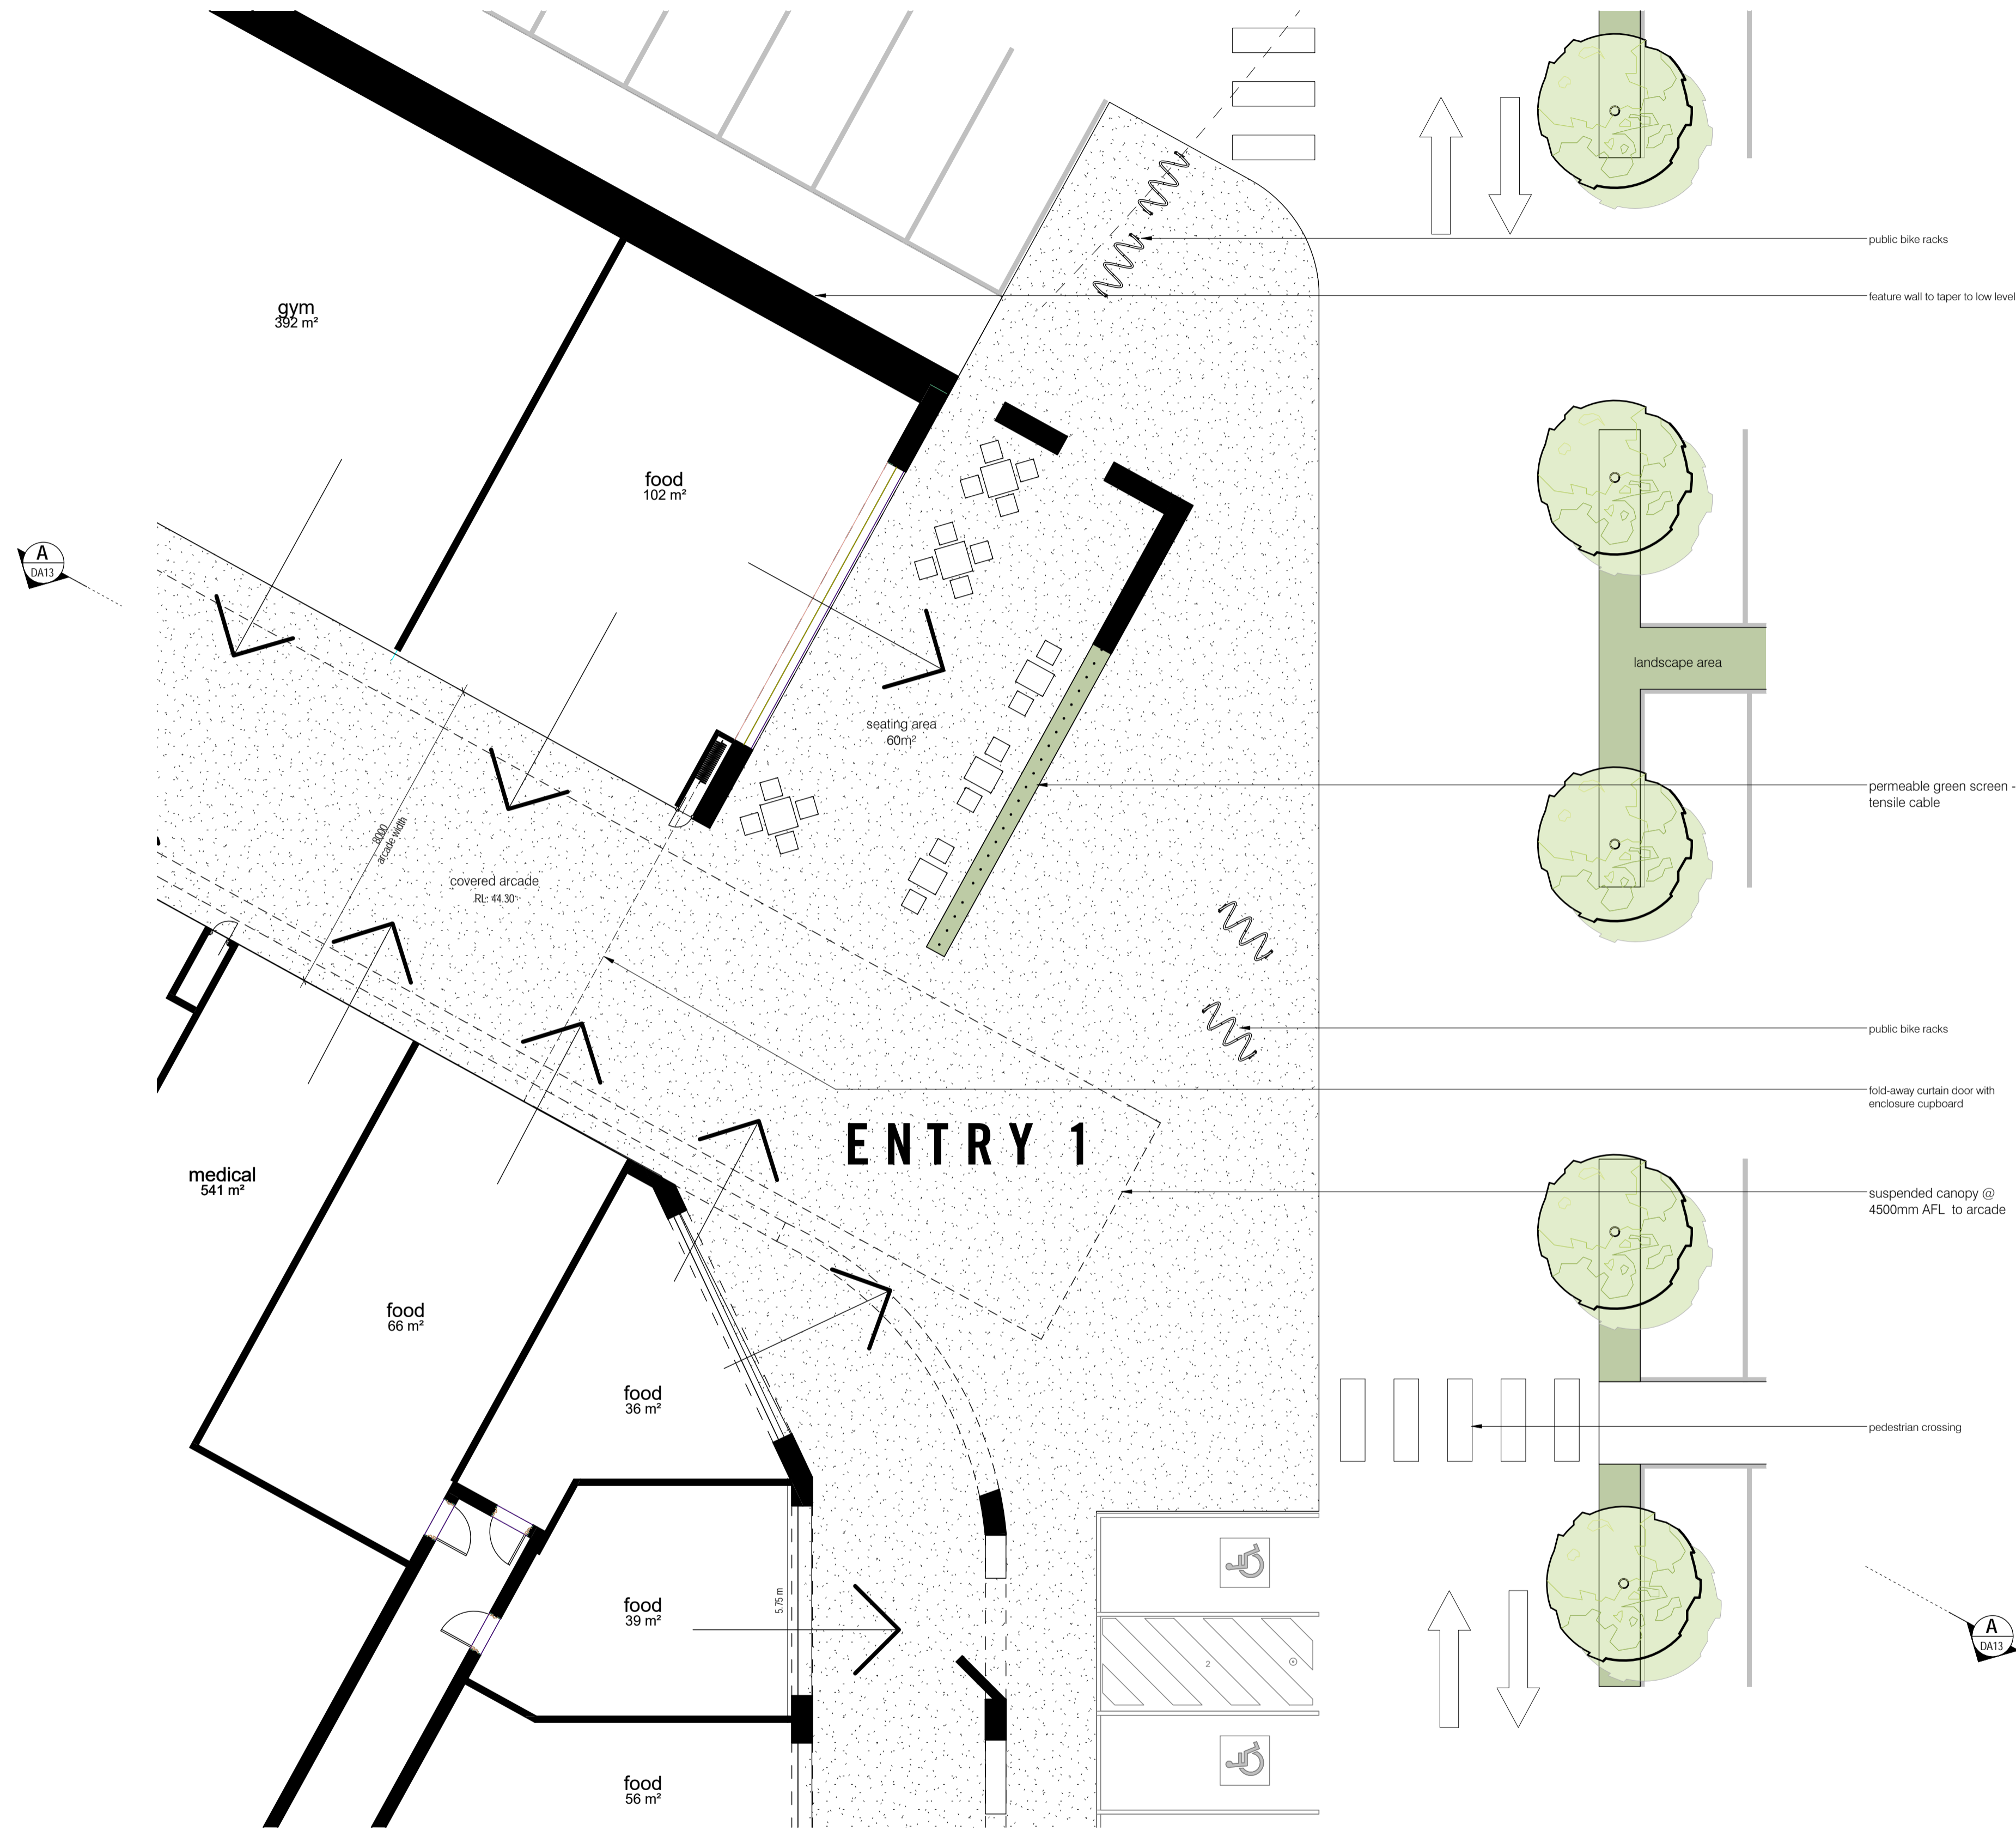 public bike racks
feature wall to taper to low level
gym
392 m²
food
102 m²
A
DA13
landscape area
seating area
60m²
permeable green screen -
tensile cable
8000
arcade width
covered arcade
RL: 44.30
public bike racks
fold-away curtain door with
enclosure cupboard
ENTRY 1
medical
541 m²
suspended canopy @
4500mm AFL to arcade
food
66 m²
food
36 m²
pedestrian crossing
food
39 m²
5.75 m
2
A
DA13
food
56 m²